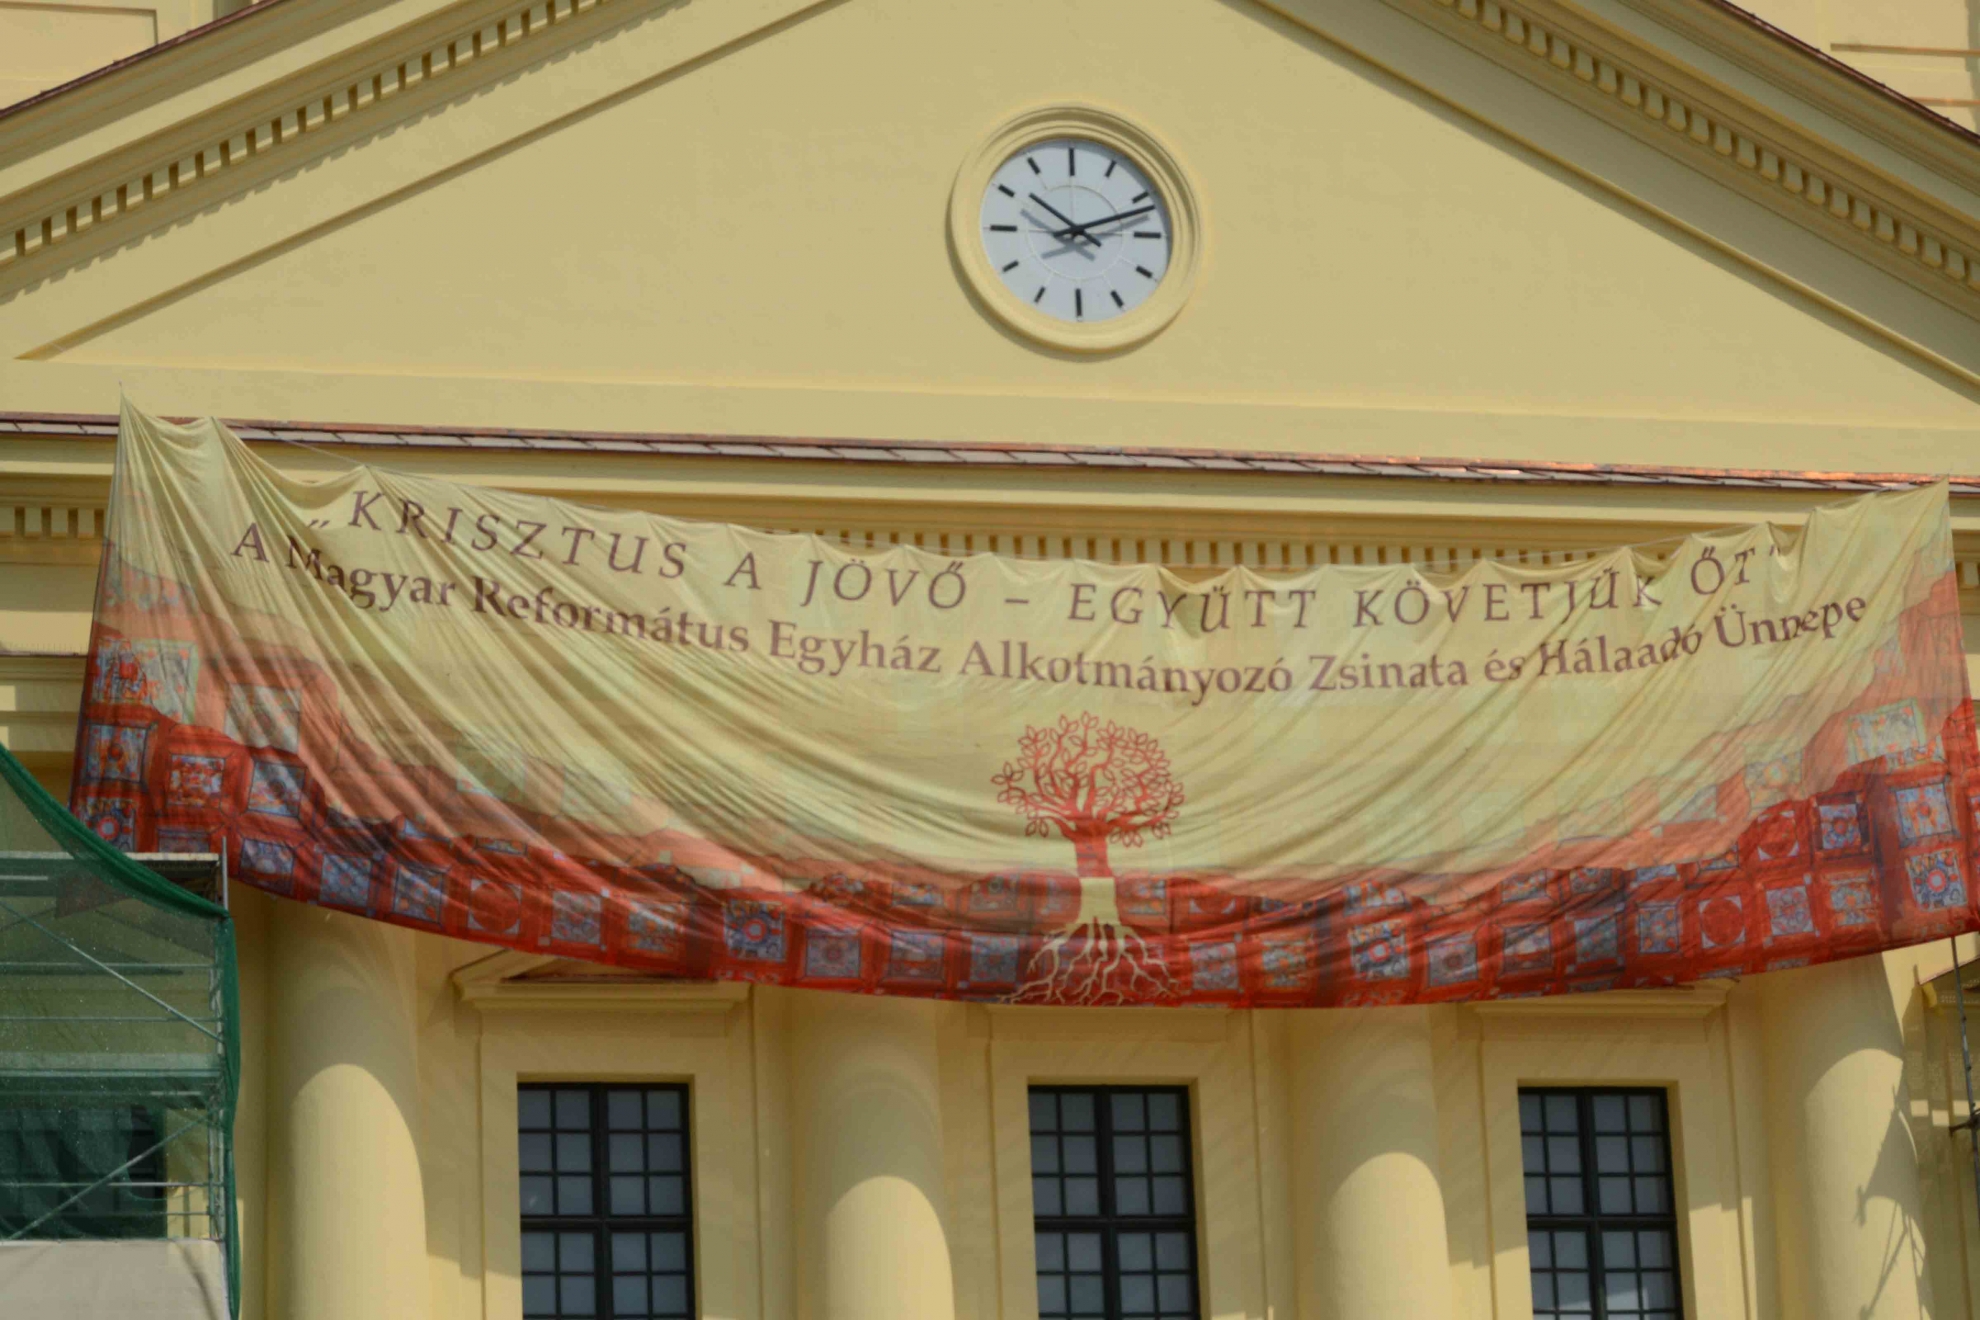 „KRISZTUS A JÖVŐ – EGYÜTT KÖVETJÜK ŐT”
A Magyar Református Egyház Alkotmányozó Zsinata és Hálaadó Ünnepe